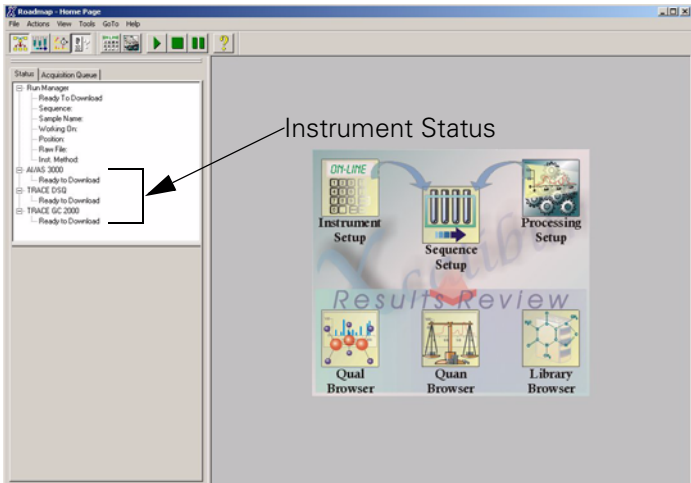 Roadmap - Home Page
File Actions View Tools GoTo Help
ON-LINE
?
Status Acquisition Queue
Run Manager
Ready To Download
Sequence:
Sample Name:
Working On:
Position:
Raw File:
Inst. Method:
AI/AS 3000
Ready to Download
TRACE DSQ
Ready to Download
TRACE GC 2000
Ready to Download
Instrument Status
ON-LINE
Instrument
Setup
Sequence
Setup
Processing
Setup
Xcalibur
Results Review
Qual
Browser
Quan
Browser
Library
Browser